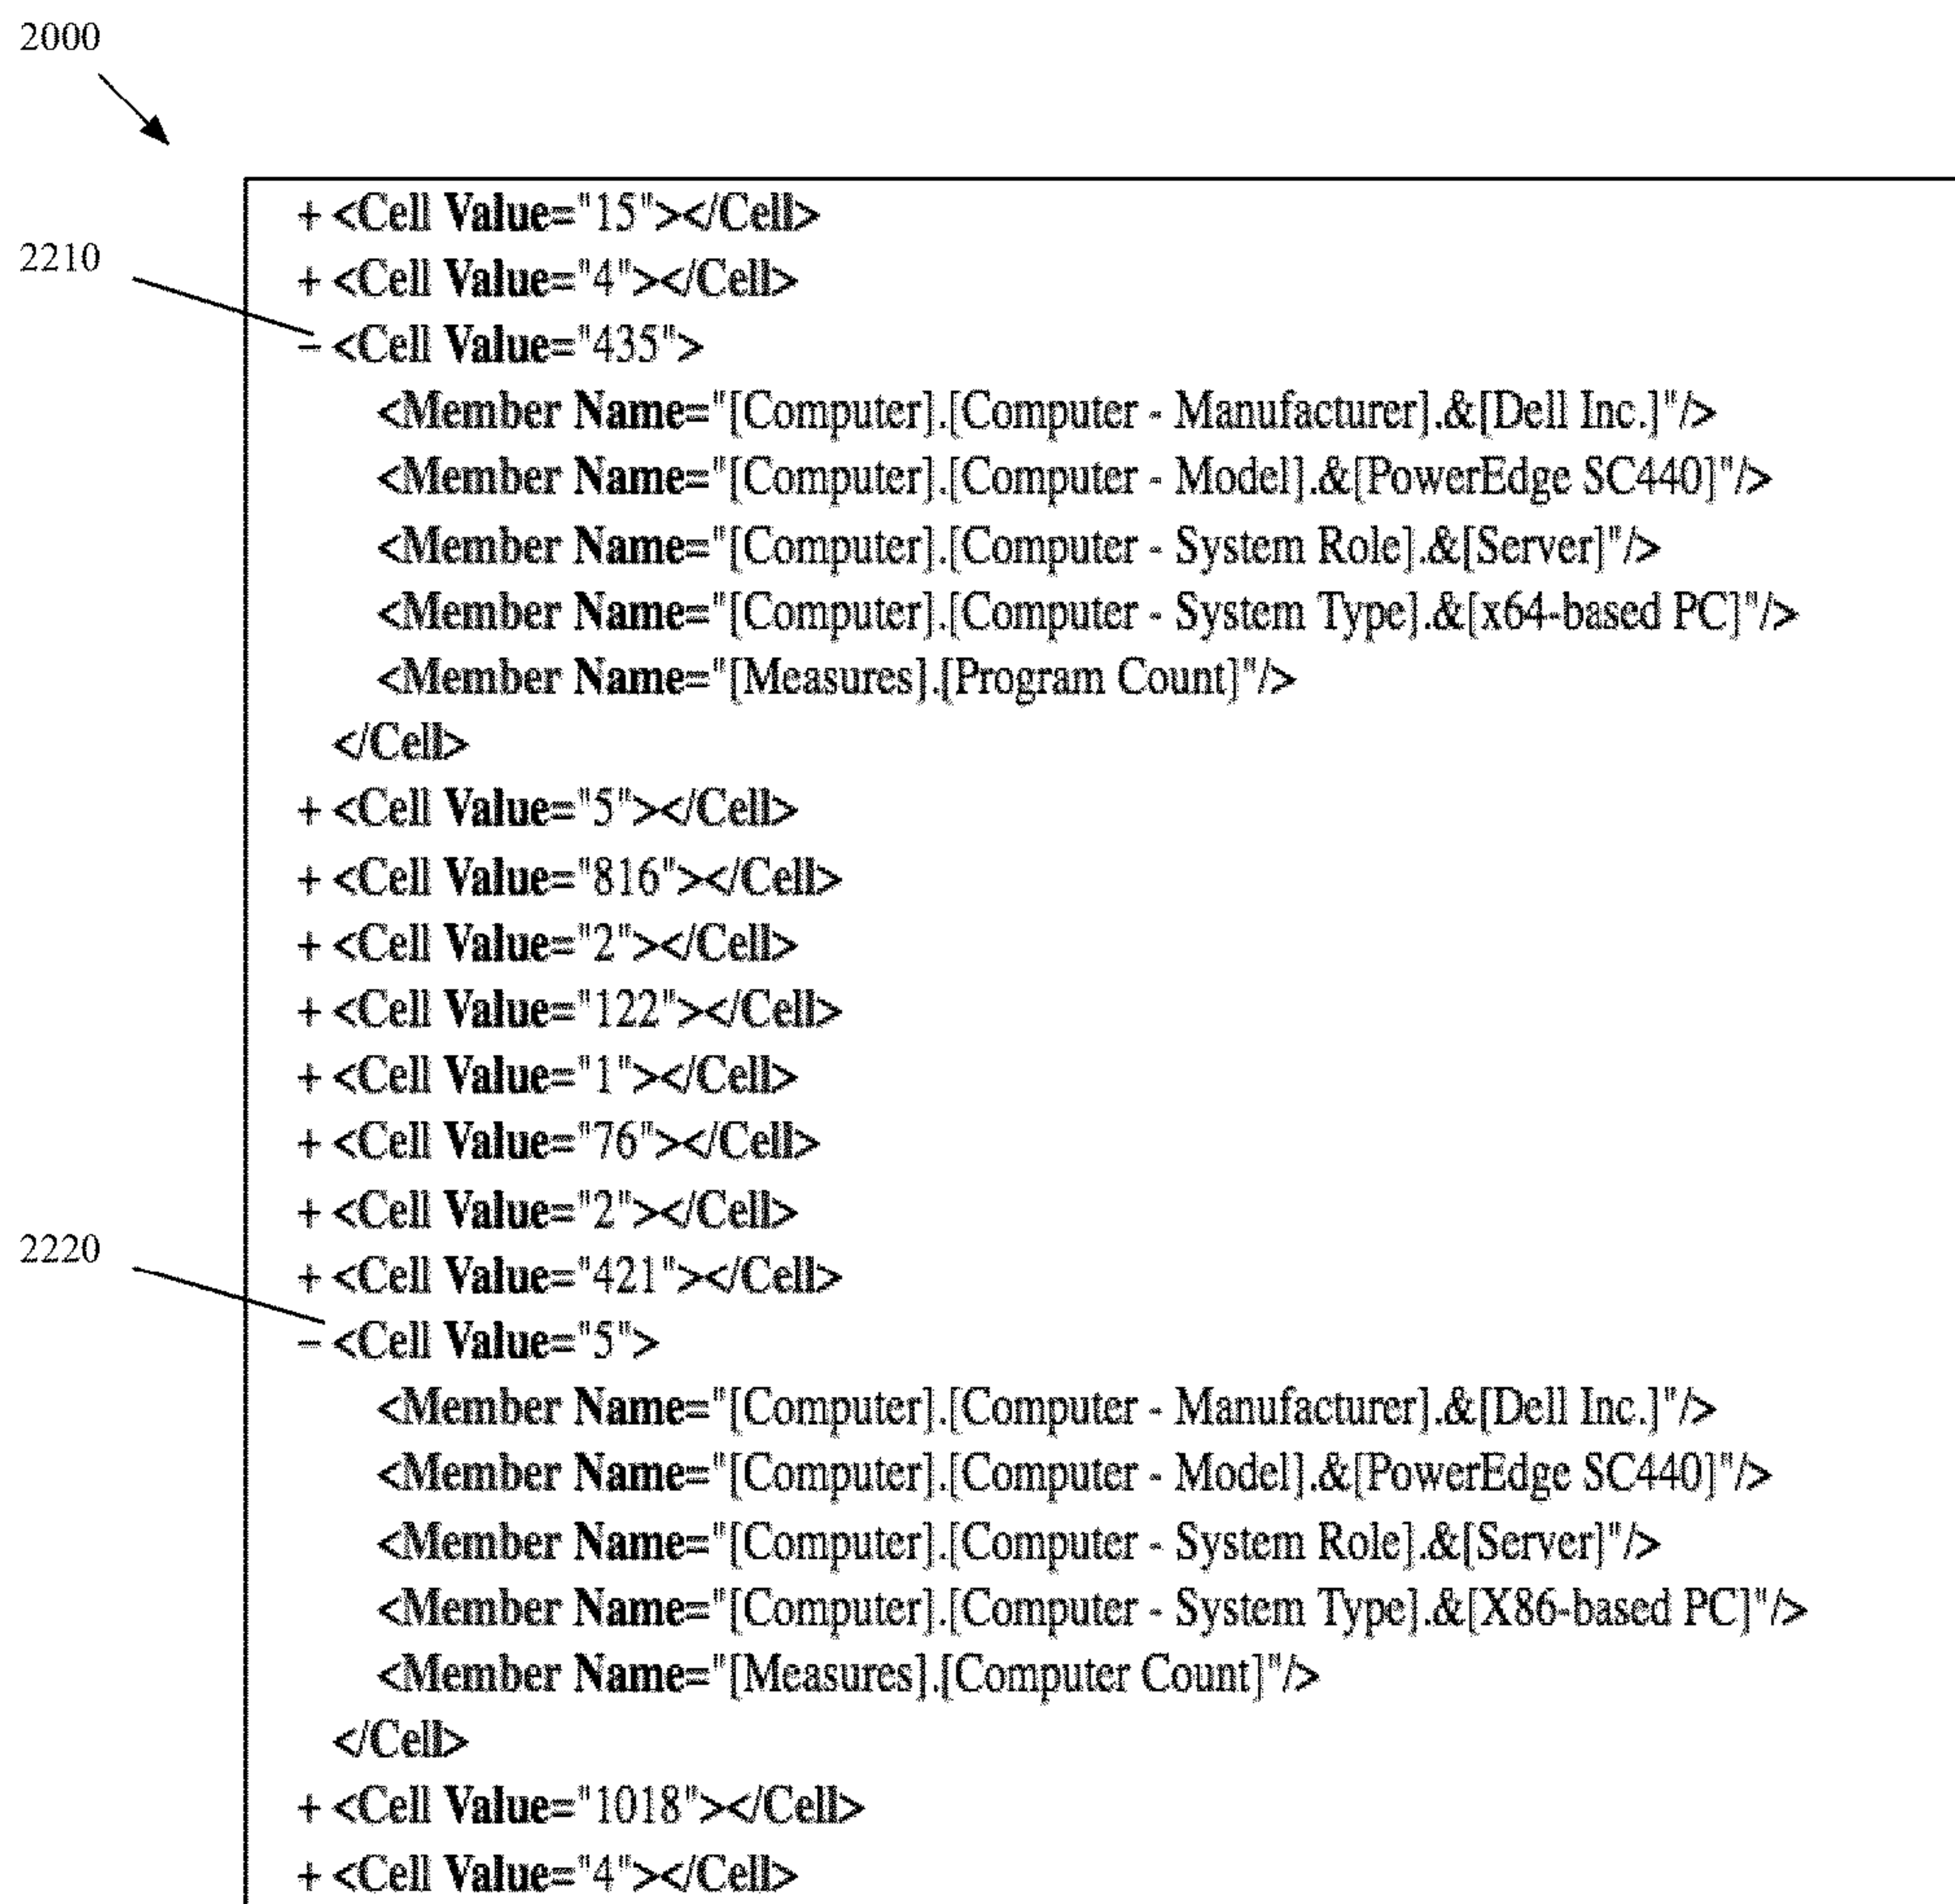 2000
+ <Cell Value="15"></Cell>
2210
+ <Cell Value="4"></Cell>
- <Cell Value="435">
<Member Name="[Computer].[Computer - Manufacturer].&[Dell Inc.]"/>
<Member Name="[Computer].[Computer - Model].&[PowerEdge SC440]"/>
<Member Name="[Computer].[Computer - System Role].&[Server]"/>
<Member Name="[Computer].[Computer - System Type].&[x64-based PC]"/>
<Member Name="[Measures].[Program Count]"/>
</Cell>
+ <Cell Value="5"></Cell>
+ <Cell Value="816"></Cell>
+ <Cell Value="2"></Cell>
+ <Cell Value="122"></Cell>
+ <Cell Value="1"></Cell>
+ <Cell Value="76"></Cell>
+ <Cell Value="2"></Cell>
2220
+ <Cell Value="421"></Cell>
- <Cell Value="5">
<Member Name="[Computer].[Computer - Manufacturer].&[Dell Inc.]"/>
<Member Name="[Computer].[Computer - Model].&[PowerEdge SC440]"/>
<Member Name="[Computer].[Computer - System Role].&[Server]"/>
<Member Name="[Computer].[Computer - System Type].&[X86-based PC]"/>
<Member Name="[Measures].[Computer Count]"/>
</Cell>
+ <Cell Value="1018"></Cell>
+ <Cell Value="4"></Cell>